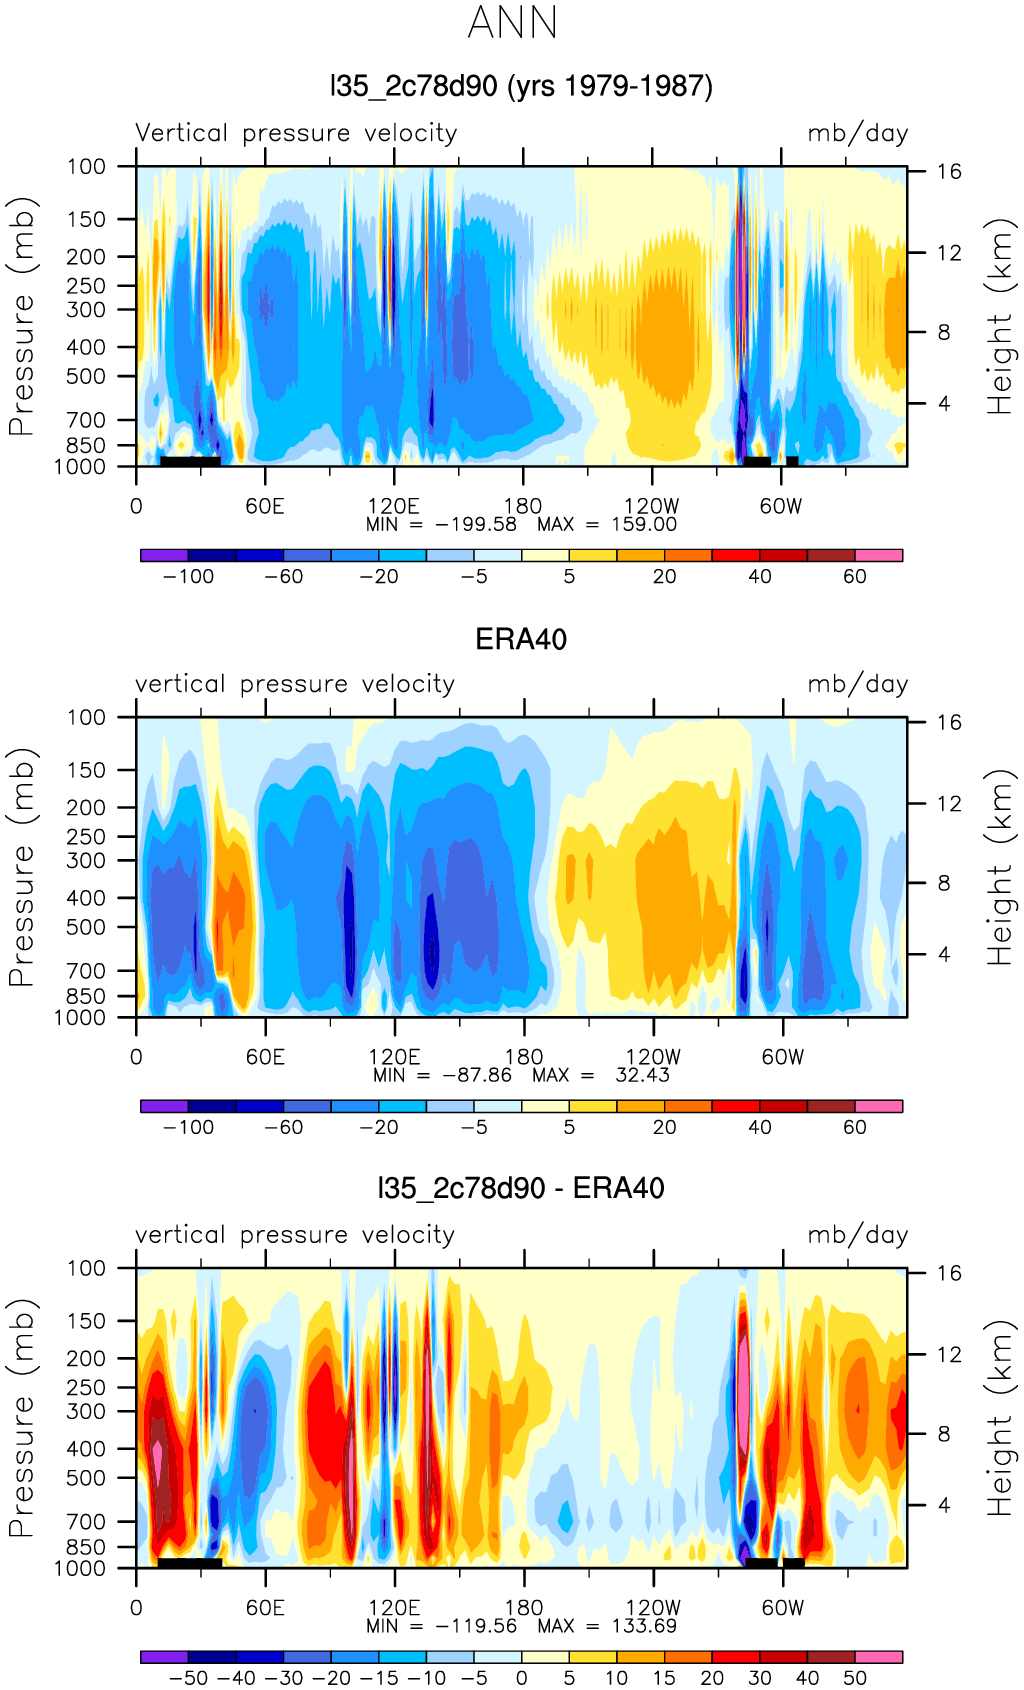 ANN
l35_2c78d90 (yrs 1979-1987)
Vertical pressure velocity mb/day
100
150
200
250
300
400
500
700
850
1000
Pressure (mb)
16
12
8
4
Height (km)
0 60E 120E 180 120W 60W
MIN = -199.58 MAX = 159.00
-100 -60 -20 -5 5 20 40 60
ERA40
vertical pressure velocity mb/day
100
150
200
250
300
400
500
700
850
1000
Pressure (mb)
16
12
8
4
Height (km)
0 60E 120E 180 120W 60W
MIN = -87.86 MAX = 32.43
-100 -60 -20 -5 5 20 40 60
l35_2c78d90 - ERA40
vertical pressure velocity mb/day
100
150
200
250
300
400
500
700
850
1000
Pressure (mb)
16
12
8
4
Height (km)
0 60E 120E 180 120W 60W
MIN = -119.56 MAX = 133.69
-50 -40 -30 -20 -15 -10 -5 0 5 10 15 20 30 40 50